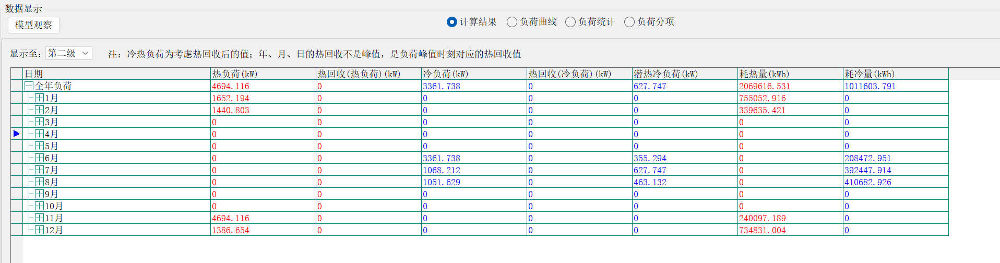 数据显示
模型观察 计算结果 负荷曲线 负荷统计 负荷分项
显示至： 第二级 注：冷热负荷为考虑热回收后的值；年、月、日的热回收不是峰值，是负荷峰值时刻对应的热回收值
日期 热负荷(kW) 热回收(热负荷)(kW) 冷负荷(kW) 热回收(冷负荷)(kW) 潜热冷负荷(kW) 耗热量(kWh) 耗冷量(kWh)
全年负荷 4694.116 0 3361.738 0 627.747 2069616.531 1011603.791
1月 1652.194 0 0 0 0 755052.916 0
2月 1440.803 0 0 0 0 339635.421 0
3月 0 0 0 0 0 0 0
4月 0 0 0 0 0 0 0
5月 0 0 0 0 0 0 0
6月 0 0 3361.738 0 355.294 0 208472.951
7月 0 0 1068.212 0 627.747 0 392447.914
8月 0 0 1051.629 0 463.132 0 410682.926
9月 0 0 0 0 0 0 0
10月 0 0 0 0 0 0 0
11月 4694.116 0 0 0 0 240097.189 0
12月 1386.654 0 0 0 0 734831.004 0